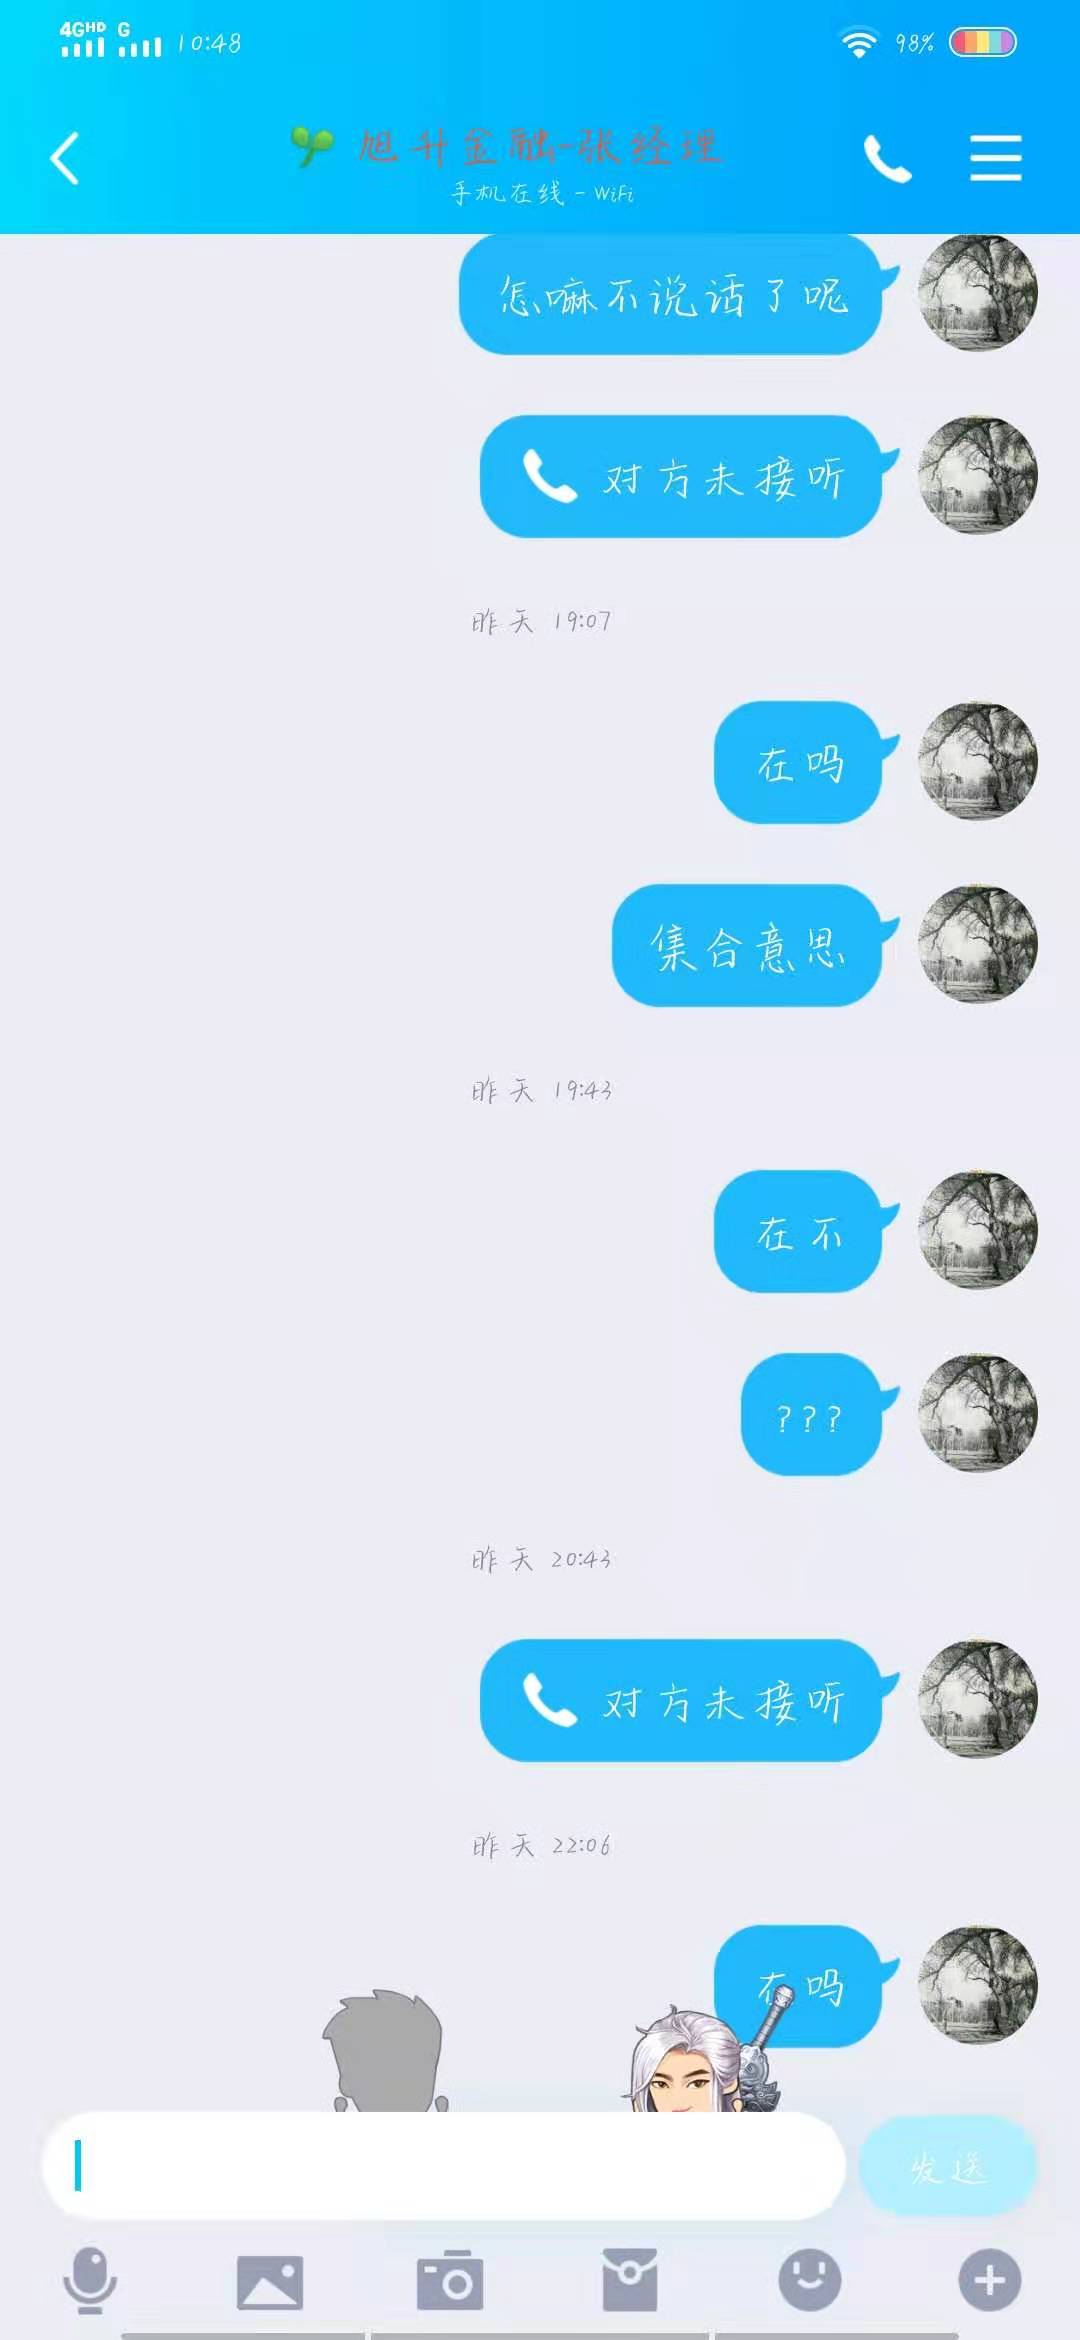 4GHD G 10:48 98%
旭升金融-张经理
手机在线 - WiFi
怎嘛不说话了呢
对方未接听
昨天 19:07
在吗
集合意思
昨天 19:43
在不
???
昨天 20:43
对方未接听
昨天 22:06
在吗
发送